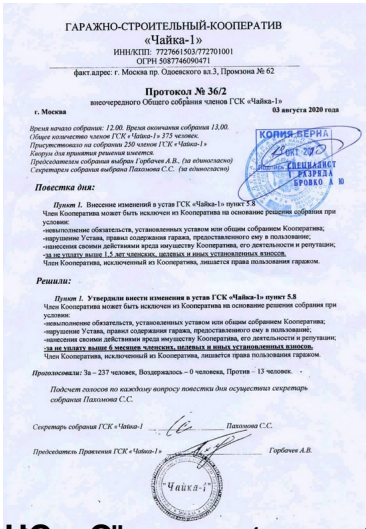 ГАРАЖНО-СТРОИТЕЛЬНЫЙ-КООПЕРАТИВ
«Чайка-1»
ИНН/КПП: 7727661503/772701001
ОГРН 5087746090471
факт.адрес: г. Москва пр. Одоевского вл.3, Промзона № 62
Протокол № 36/2
внеочередного Общего собрания членов ГСК «Чайка-1»
г. Москва 03 августа 2020 года
Время начало собрания: 12.00. Время окончания собрания 13.00.
Общее количество членов ГСК «Чайка-1» 375 человек.
Присутствовало на собрании 250 членов ГСК «Чайка-1»
Кворум для принятия решения имеется.
Председателем собрания выбран Горбачев А.В., (за единогласно)
Секретарем собрания выбрана Пахомова С.С. (за единогласно)
КОПИЯ ВЕРНА
СПЕЦИАЛИСТ
1 РАЗРЯДА
БРОВКО А Ю
Повестка дня:
Пункт 1. Внесение изменений в устав ГСК «Чайка-1» пункт 5.8
Член Кооператива может быть исключен из Кооператива на основание решения собрания при
условии:
-невыполнение обязательств, установленных уставом или общим собранием Кооператива;
-нарушение Устава, правил содержания гаража, предоставленного ему в пользование;
-нанесения своими действиями вреда имуществу Кооператива, его деятельности и репутации;
-за не уплату выше 1,5 лет членских, целевых и иных установленных взносов.
Член Кооператива, исключенный из Кооператива, лишается права пользования гаражом.
Решили:
Пункт 1. Утвердили внести изменения в устав ГСК «Чайка-1» пункт 5.8
Член Кооператива может быть исключен из Кооператива на основание решения собрания при
условии:
-невыполнение обязательств, установленных уставом или общим собранием Кооператива;
-нарушение Устава, правил содержания гаража, предоставленного ему в пользование;
-нанесения своими действиями вреда имуществу Кооператива, его деятельности и репутации;
-за не уплату выше 6 месяцев членских, целевых и иных установленных взносов.
Член Кооператива, исключенный из Кооператива, лишается права пользования гаражом.
Проголосовали: За – 237 человек, Воздержалось – 0 человека, Против – 13 человек.
Подсчет голосов по каждому вопросу повестки дня осуществил секретарь
собрания Пахомова С.С.
Секретарь собрания ГСК «Чайка-1 Пахомова С.С.
Председатель Правления ГСК «Чайка-1» Горбачев А.В.
"Чайка-1"